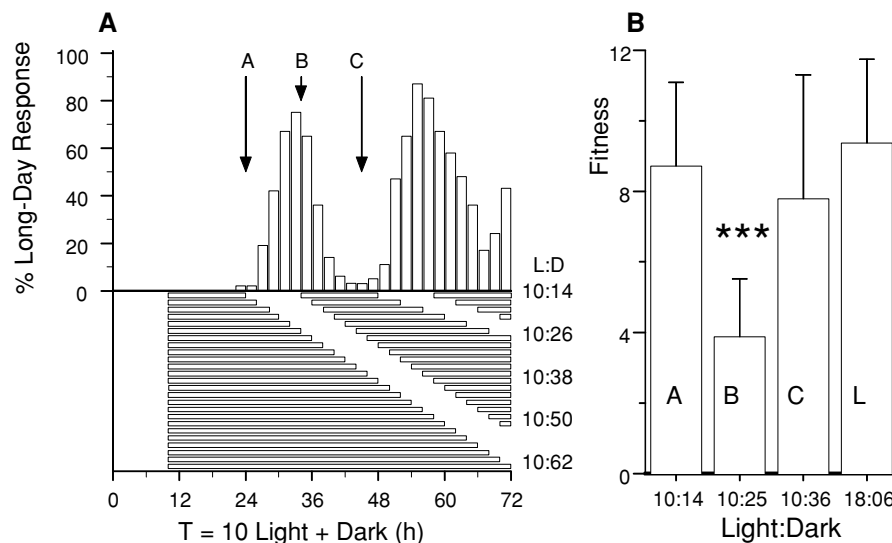 A
% Long-Day Response
100
80
60
40
20
0
A
B
C
L:D
10:14
10:26
10:38
10:50
10:62
0 12 24 36 48 60 72
T = 10 Light + Dark (h)
B
Fitness
12
8
4
0
***
A B C L
10:14 10:25 10:36 18:06
Light:Dark